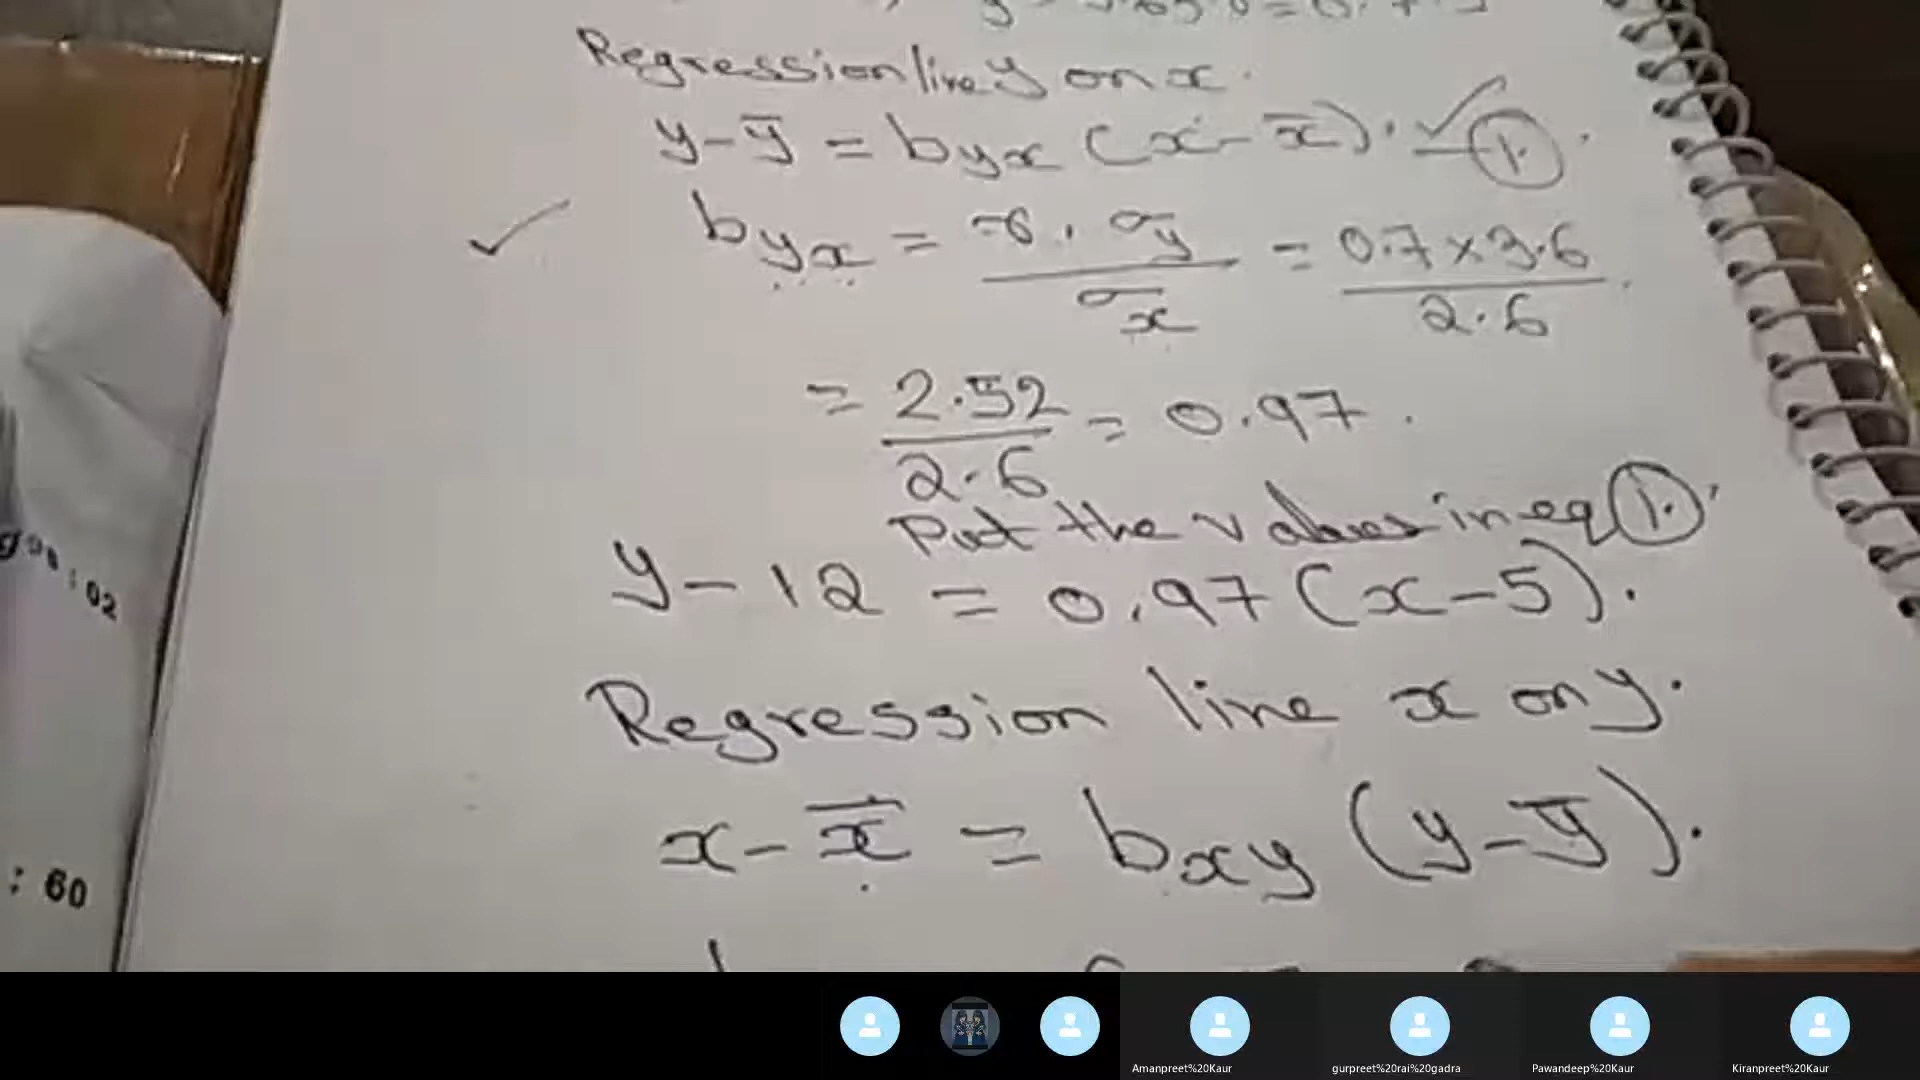 Regression line y on x.
y - ȳ = byx (x - x̄). ①.
byx = r . σy / σx = 0.7 × 3.6 / 2.6
= 2.52 / 2.6 = 0.97.
Put the values in eq ①.
y - 12 = 0.97 (x - 5).
Regression line x on y.
x - x̄ = bxy (y - ȳ).
: 02
: 60
Amanpreet%20Kaur
gurpreet%20rai%20gadra
Pawandeep%20Kaur
Kiranpreet%20Kaur